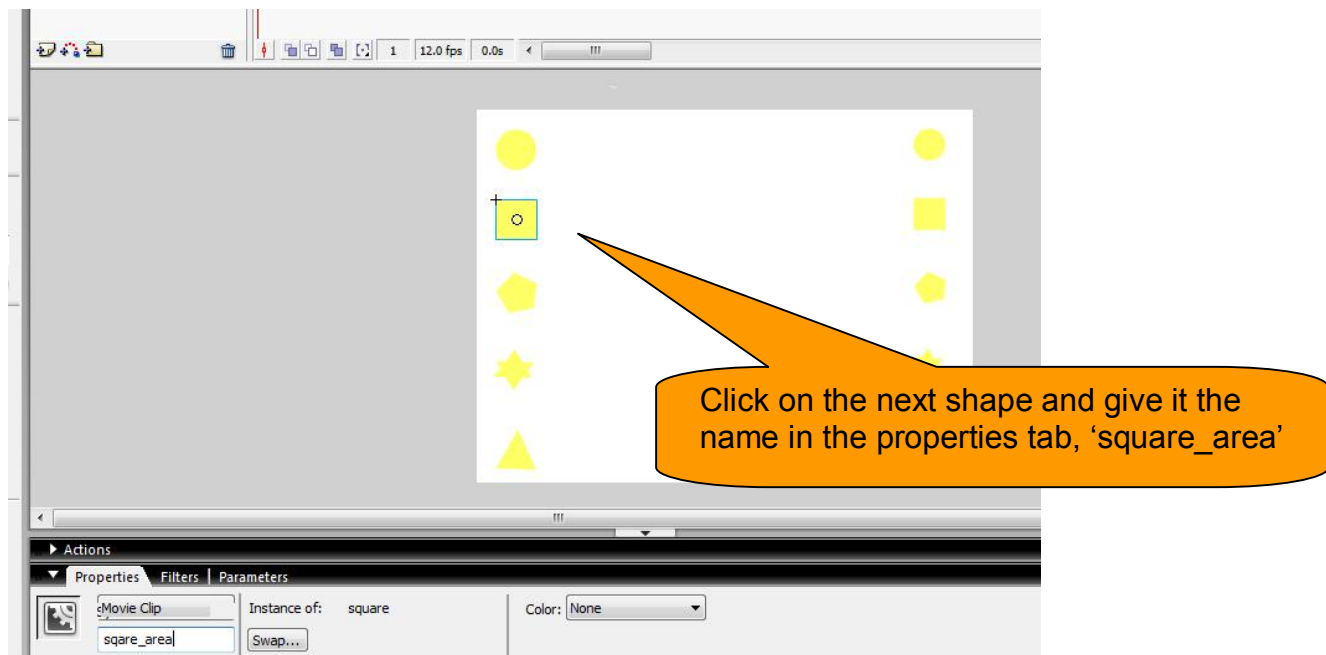 1 12.0 fps 0.0s
Click on the next shape and give it the
name in the properties tab, ‘square_area’
Actions
Properties Filters Parameters
Movie Clip Instance of: square Color: None
sqare_area Swap...